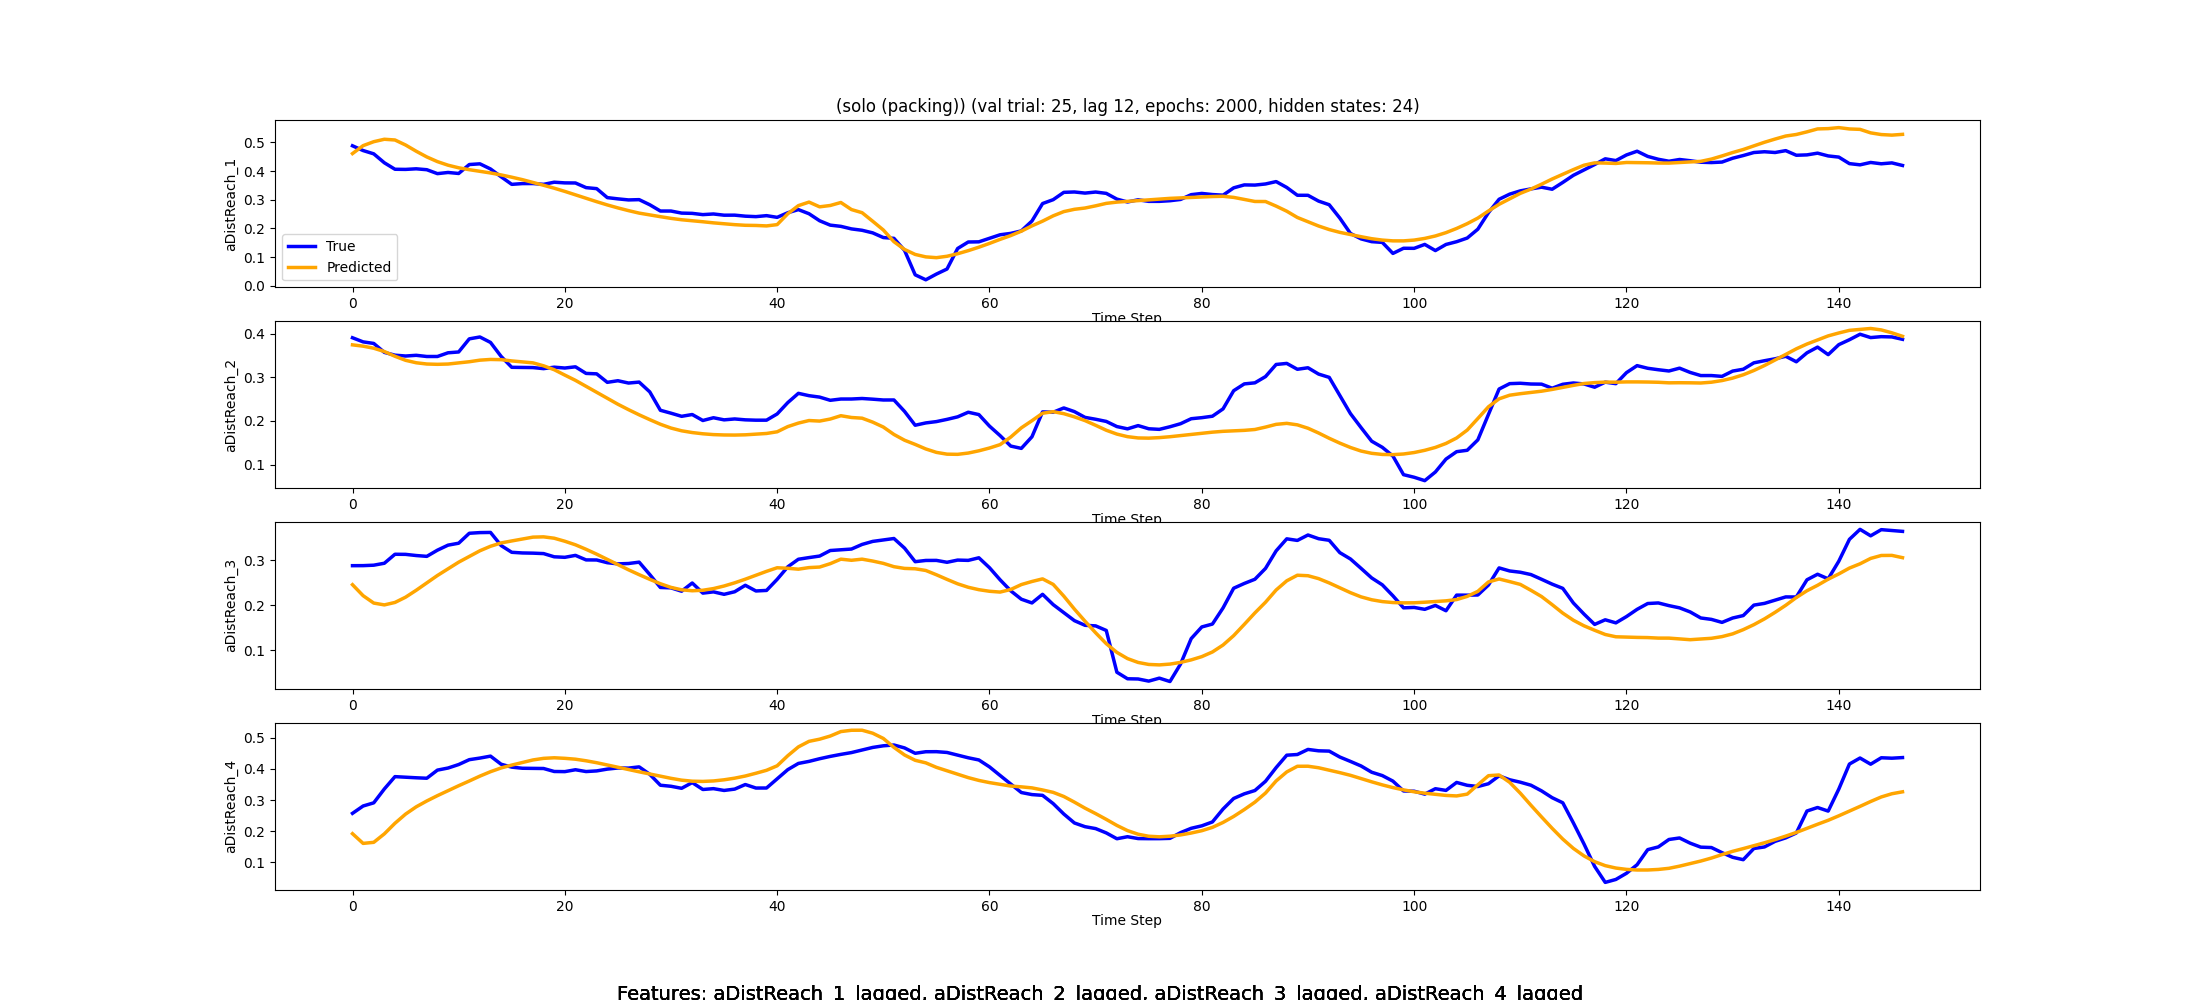 (solo (packing)) (val trial: 25, lag 12, epochs: 2000, hidden states: 24)
aDistReach_1
0.5
0.4
0.3
0.2
0.1
0.0
True
Predicted
0 20 40 60 80 100 120 140
Time Step
aDistReach_2
0.4
0.3
0.2
0.1
0 20 40 60 80 100 120 140
Time Step
aDistReach_3
0.3
0.2
0.1
0 20 40 60 80 100 120 140
Time Step
aDistReach_4
0.5
0.4
0.3
0.2
0.1
0 20 40 60 80 100 120 140
Time Step
Features: aDistReach_1_lagged, aDistReach_2_lagged, aDistReach_3_lagged, aDistReach_4_lagged